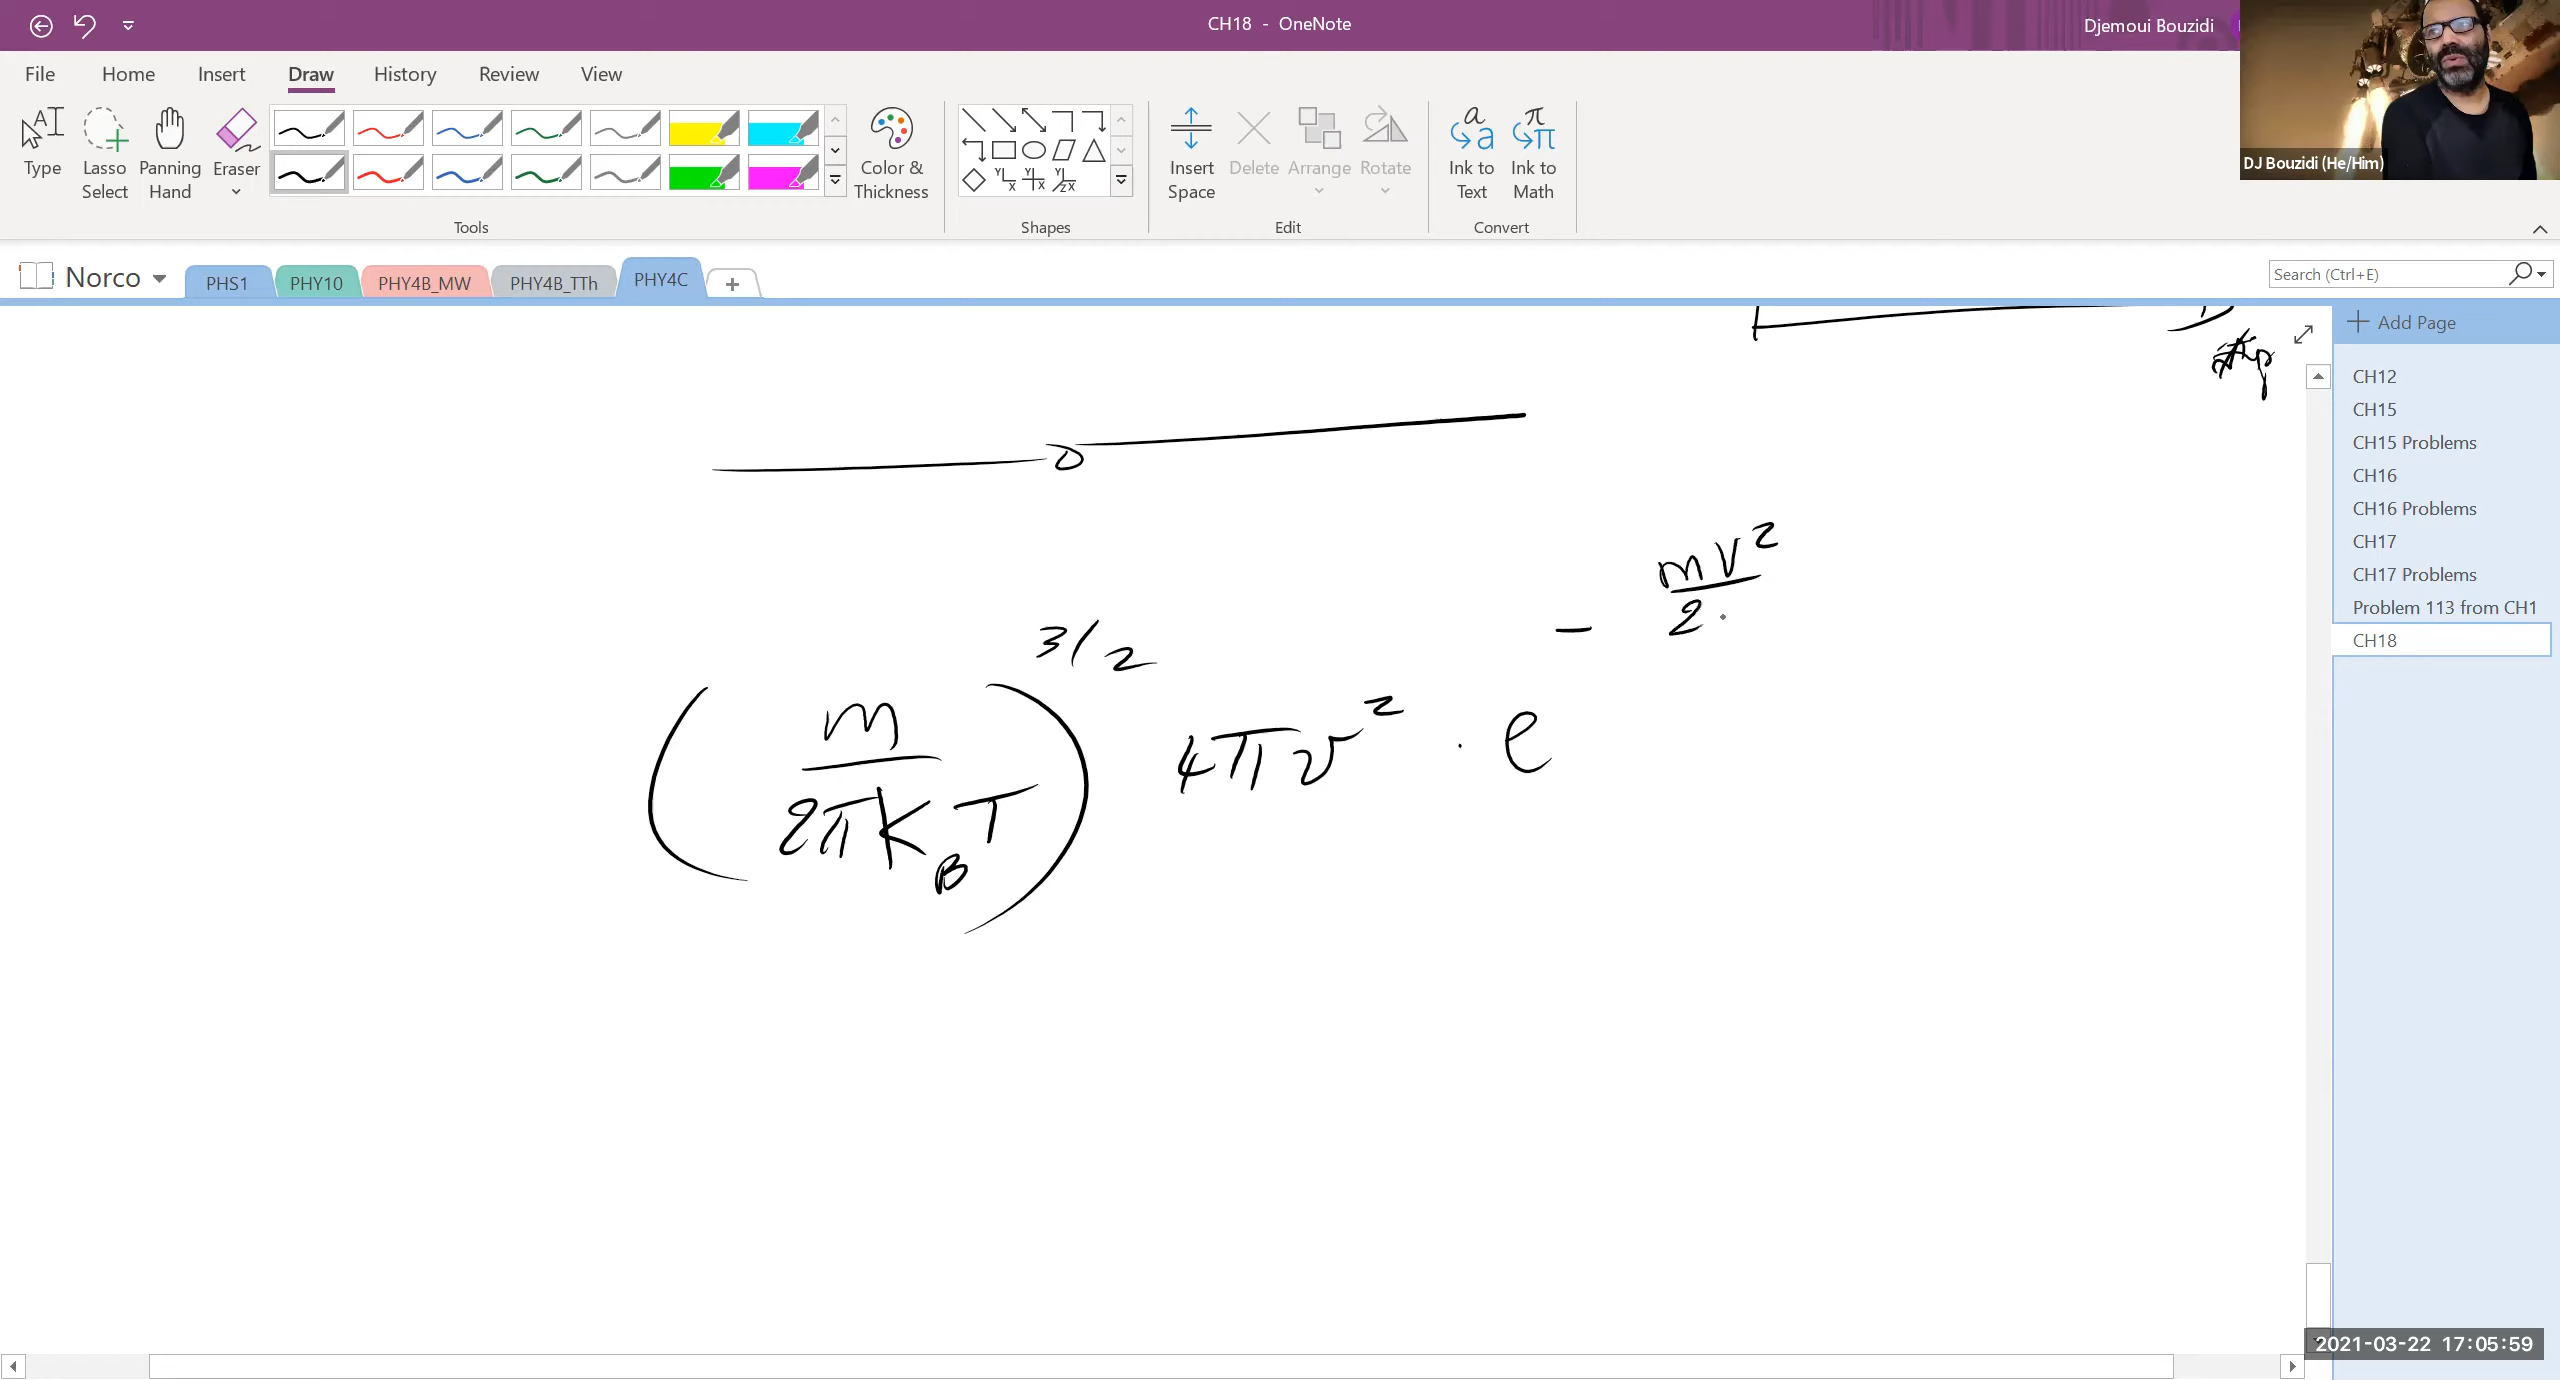 CH18 - OneNote
Djemoui Bouzidi
File Home Insert Draw History Review View
Type
Lasso Select
Panning Hand
Eraser
Color & Thickness
Insert Space
Delete
Arrange
Rotate
Ink to Text
Ink to Math
Tools
Shapes
Edit
Convert
DJ Bouzidi (He/Him)
Norco PHS1 PHY10 PHY4B_MW PHY4B_TTh PHY4C +
Search (Ctrl+E)
Add Page
CH12
CH15
CH15 Problems
CH16
CH16 Problems
CH17
CH17 Problems
Problem 113 from CH1
CH18
(m / 2πK_B T)^3/2 4πv² · e^- mv²/2
2021-03-22 17:05:59